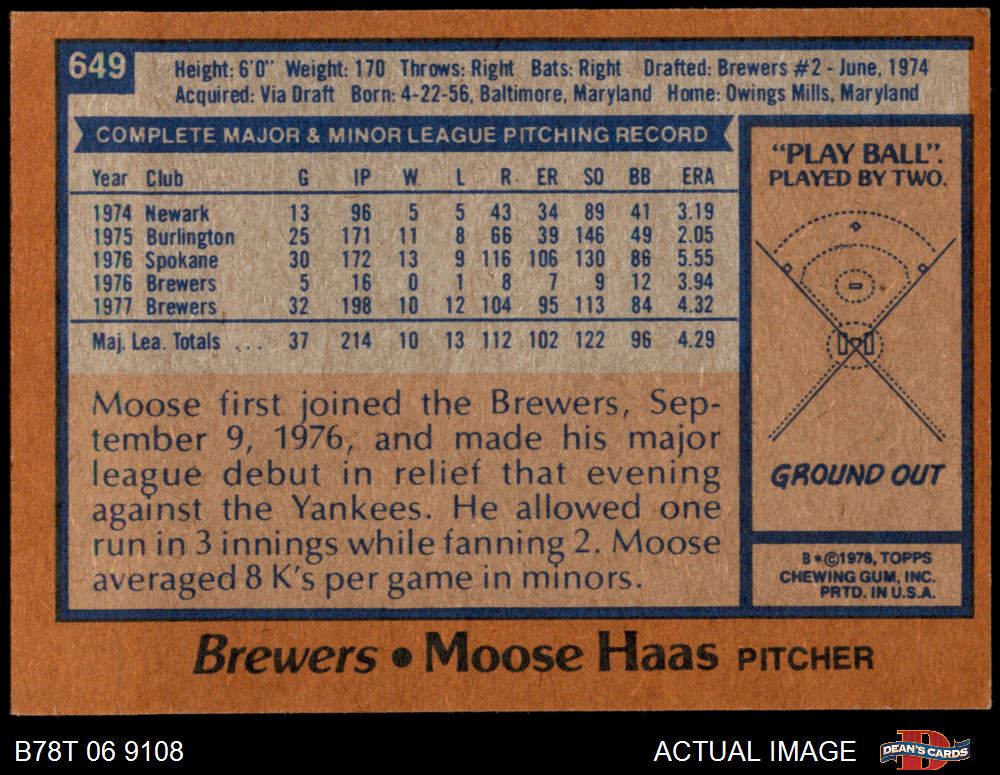 649
Height: 6'0" Weight: 170 Throws: Right Bats: Right Drafted: Brewers #2 - June, 1974
Acquired: Via Draft Born: 4-22-56, Baltimore, Maryland Home: Owings Mills, Maryland
COMPLETE MAJOR & MINOR LEAGUE PITCHING RECORD
Year Club G IP W L R ER SO BB ERA
1974 Newark 13 96 5 5 43 34 89 41 3.19
1975 Burlington 25 171 11 8 66 39 146 49 2.05
1976 Spokane 30 172 13 9 116 106 130 86 5.55
1976 Brewers 5 16 0 1 8 7 9 12 3.94
1977 Brewers 32 198 10 12 104 95 113 84 4.32
Maj. Lea. Totals ... 37 214 10 13 112 102 122 96 4.29
Moose first joined the Brewers, Sep-
tember 9, 1976, and made his major
league debut in relief that evening
against the Yankees. He allowed one
run in 3 innings while fanning 2. Moose
averaged 8 K's per game in minors.
"PLAY BALL".
PLAYED BY TWO.
GROUND OUT
B*©1978, TOPPS
CHEWING GUM, INC.
PRTD. IN U.S.A.
Brewers • Moose Haas PITCHER
B78T 06 9108
ACTUAL IMAGE
D
DEAN'S CARDS